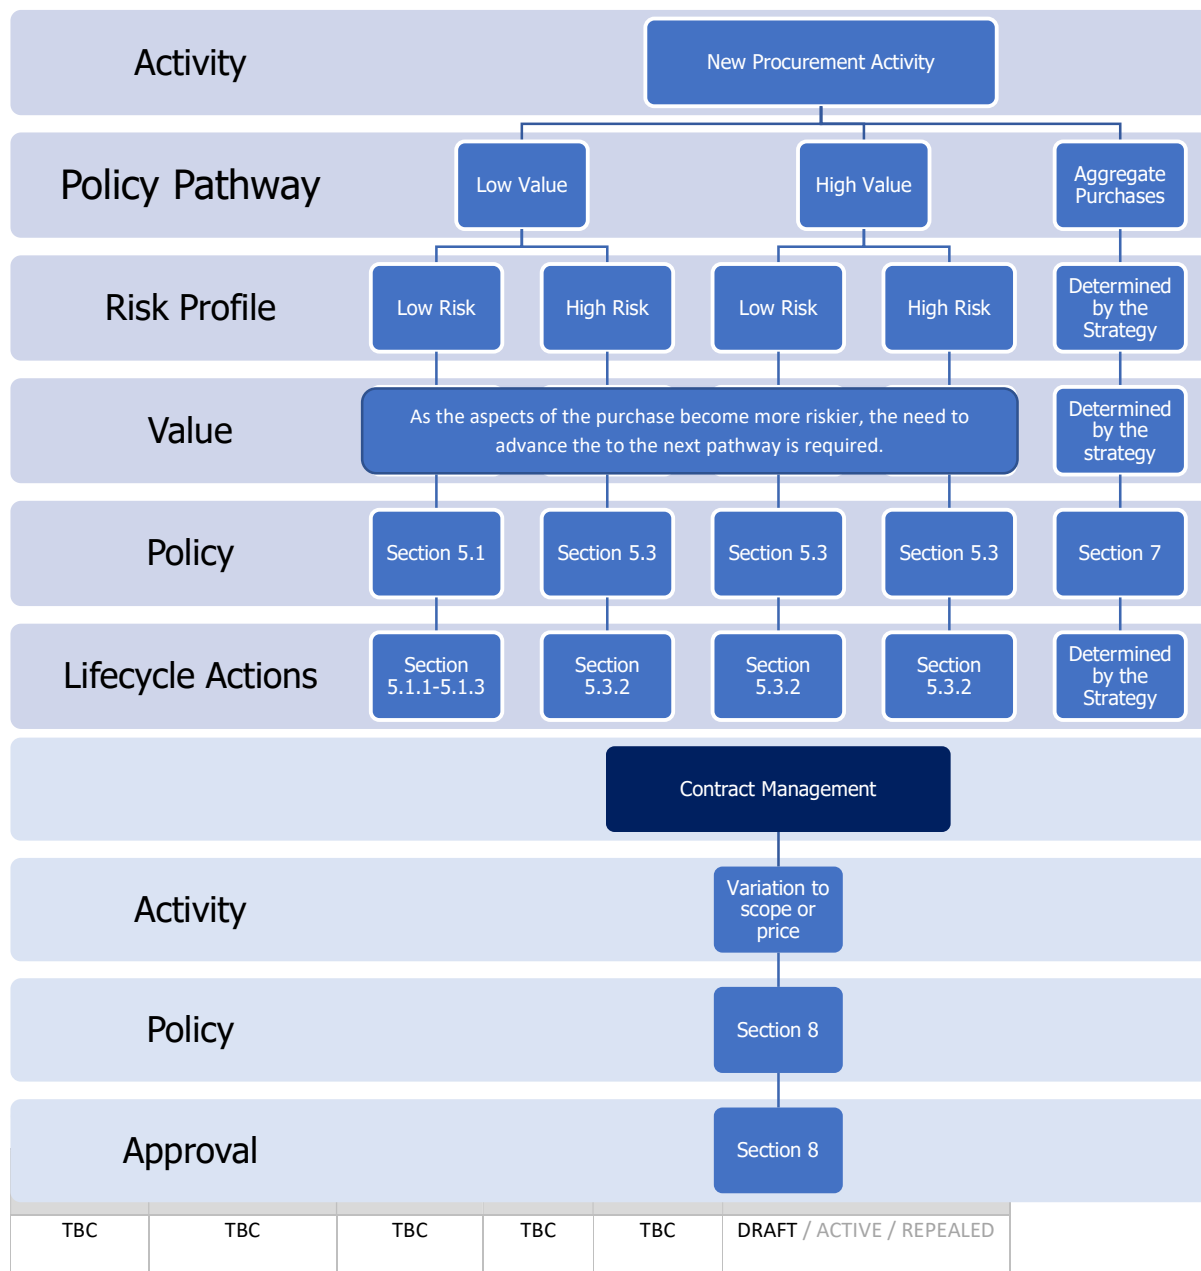 Activity
New Procurement Activity
Policy Pathway
Low Value
High Value
Aggregate
Purchases
Risk Profile
Low Risk
High Risk
Low Risk
High Risk
Determined
by the
Strategy
Value
As the aspects of the purchase become more riskier, the need to
advance the to the next pathway is required.
Determined
by the
strategy
Policy
Section 5.1
Section 5.3
Section 5.3
Section 5.3
Section 7
Lifecycle Actions
Section
5.1.1-5.1.3
Section
5.3.2
Section
5.3.2
Section
5.3.2
Determined
by the
Strategy
Contract Management
Activity
Variation to
scope or
price
Policy
Section 8
Approval
Section 8
TBC TBC TBC TBC TBC DRAFT / ACTIVE / REPEALED